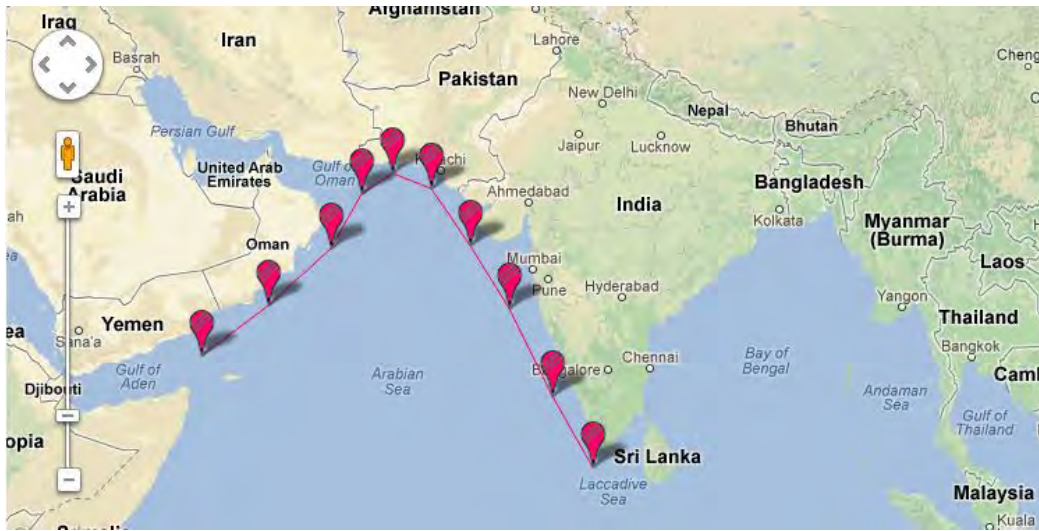 Afghanistan
Iraq
Iran
Lahore
Basrah
Cheng
Pakistan
New Delhi
Nepal
Bhutan
Persian Gulf
Jaipur
Lucknow
United Arab
Emirates
Gulf of
Oman
Saudi
Arabia
Ahmedabad
India
Bangladesh
Kolkata
Myanmar
(Burma)
Oman
Mumbai
Pune
Hyderabad
Laos
Yangon
Yemen
Sana'a
Thailand
Bangkok
Gulf of
Aden
Arabian
Sea
Chennai
Bay of
Bengal
Djibouti
Andaman
Sea
Gulf of
Thailand
Sri Lanka
Laccadive
Sea
Malaysia
Kuala